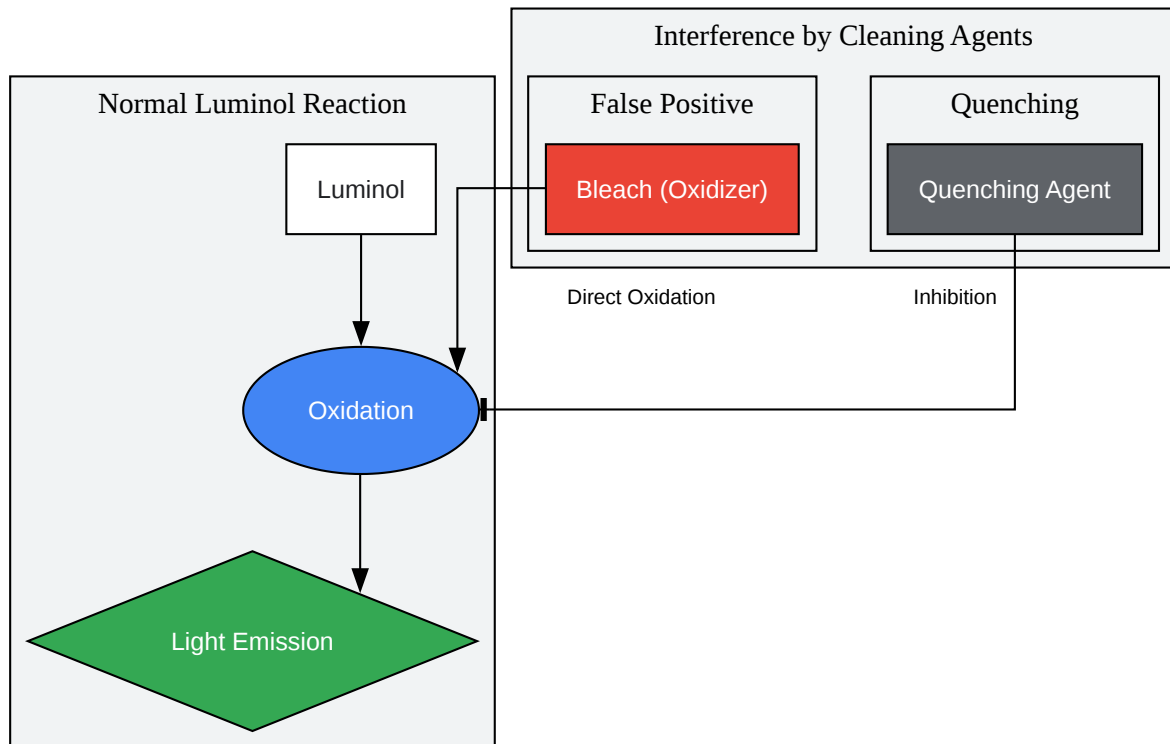 Interference by Cleaning Agents
Normal Luminol Reaction
False Positive
Quenching
Luminol
Bleach (Oxidizer)
Quenching Agent
Direct Oxidation
Inhibition
Oxidation
Light Emission